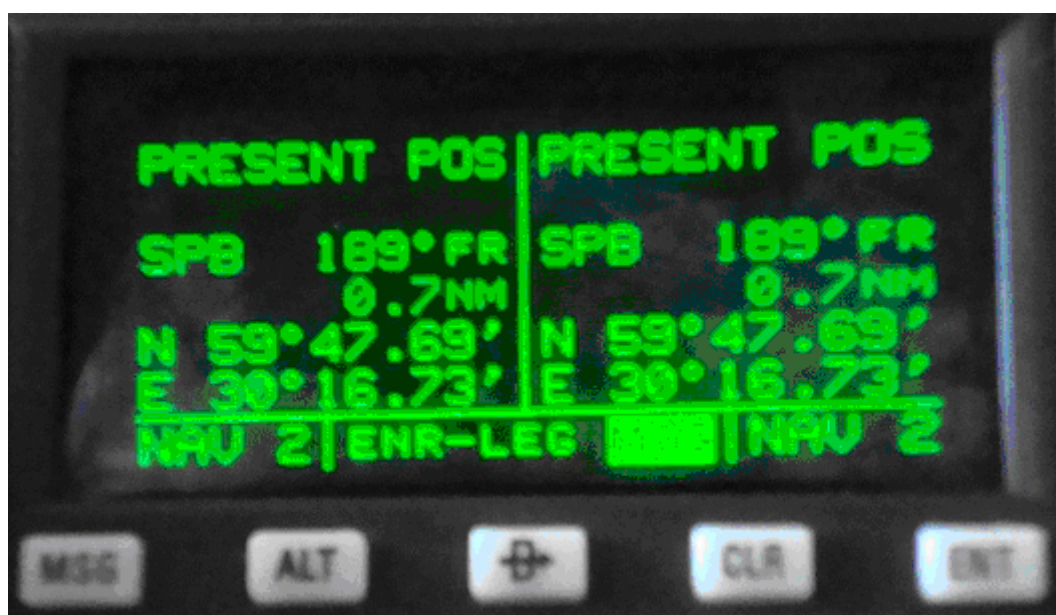 PRESENT POS PRESENT POS
SPB 189° FR SPB 189° FR
0.7NM 0.7NM
N 59°47.69' N 59°47.69'
E 30°16.73' E 30°16.73'
NAV 2 ENR-LEG NAV 2
MSG ALT D CLR ENT